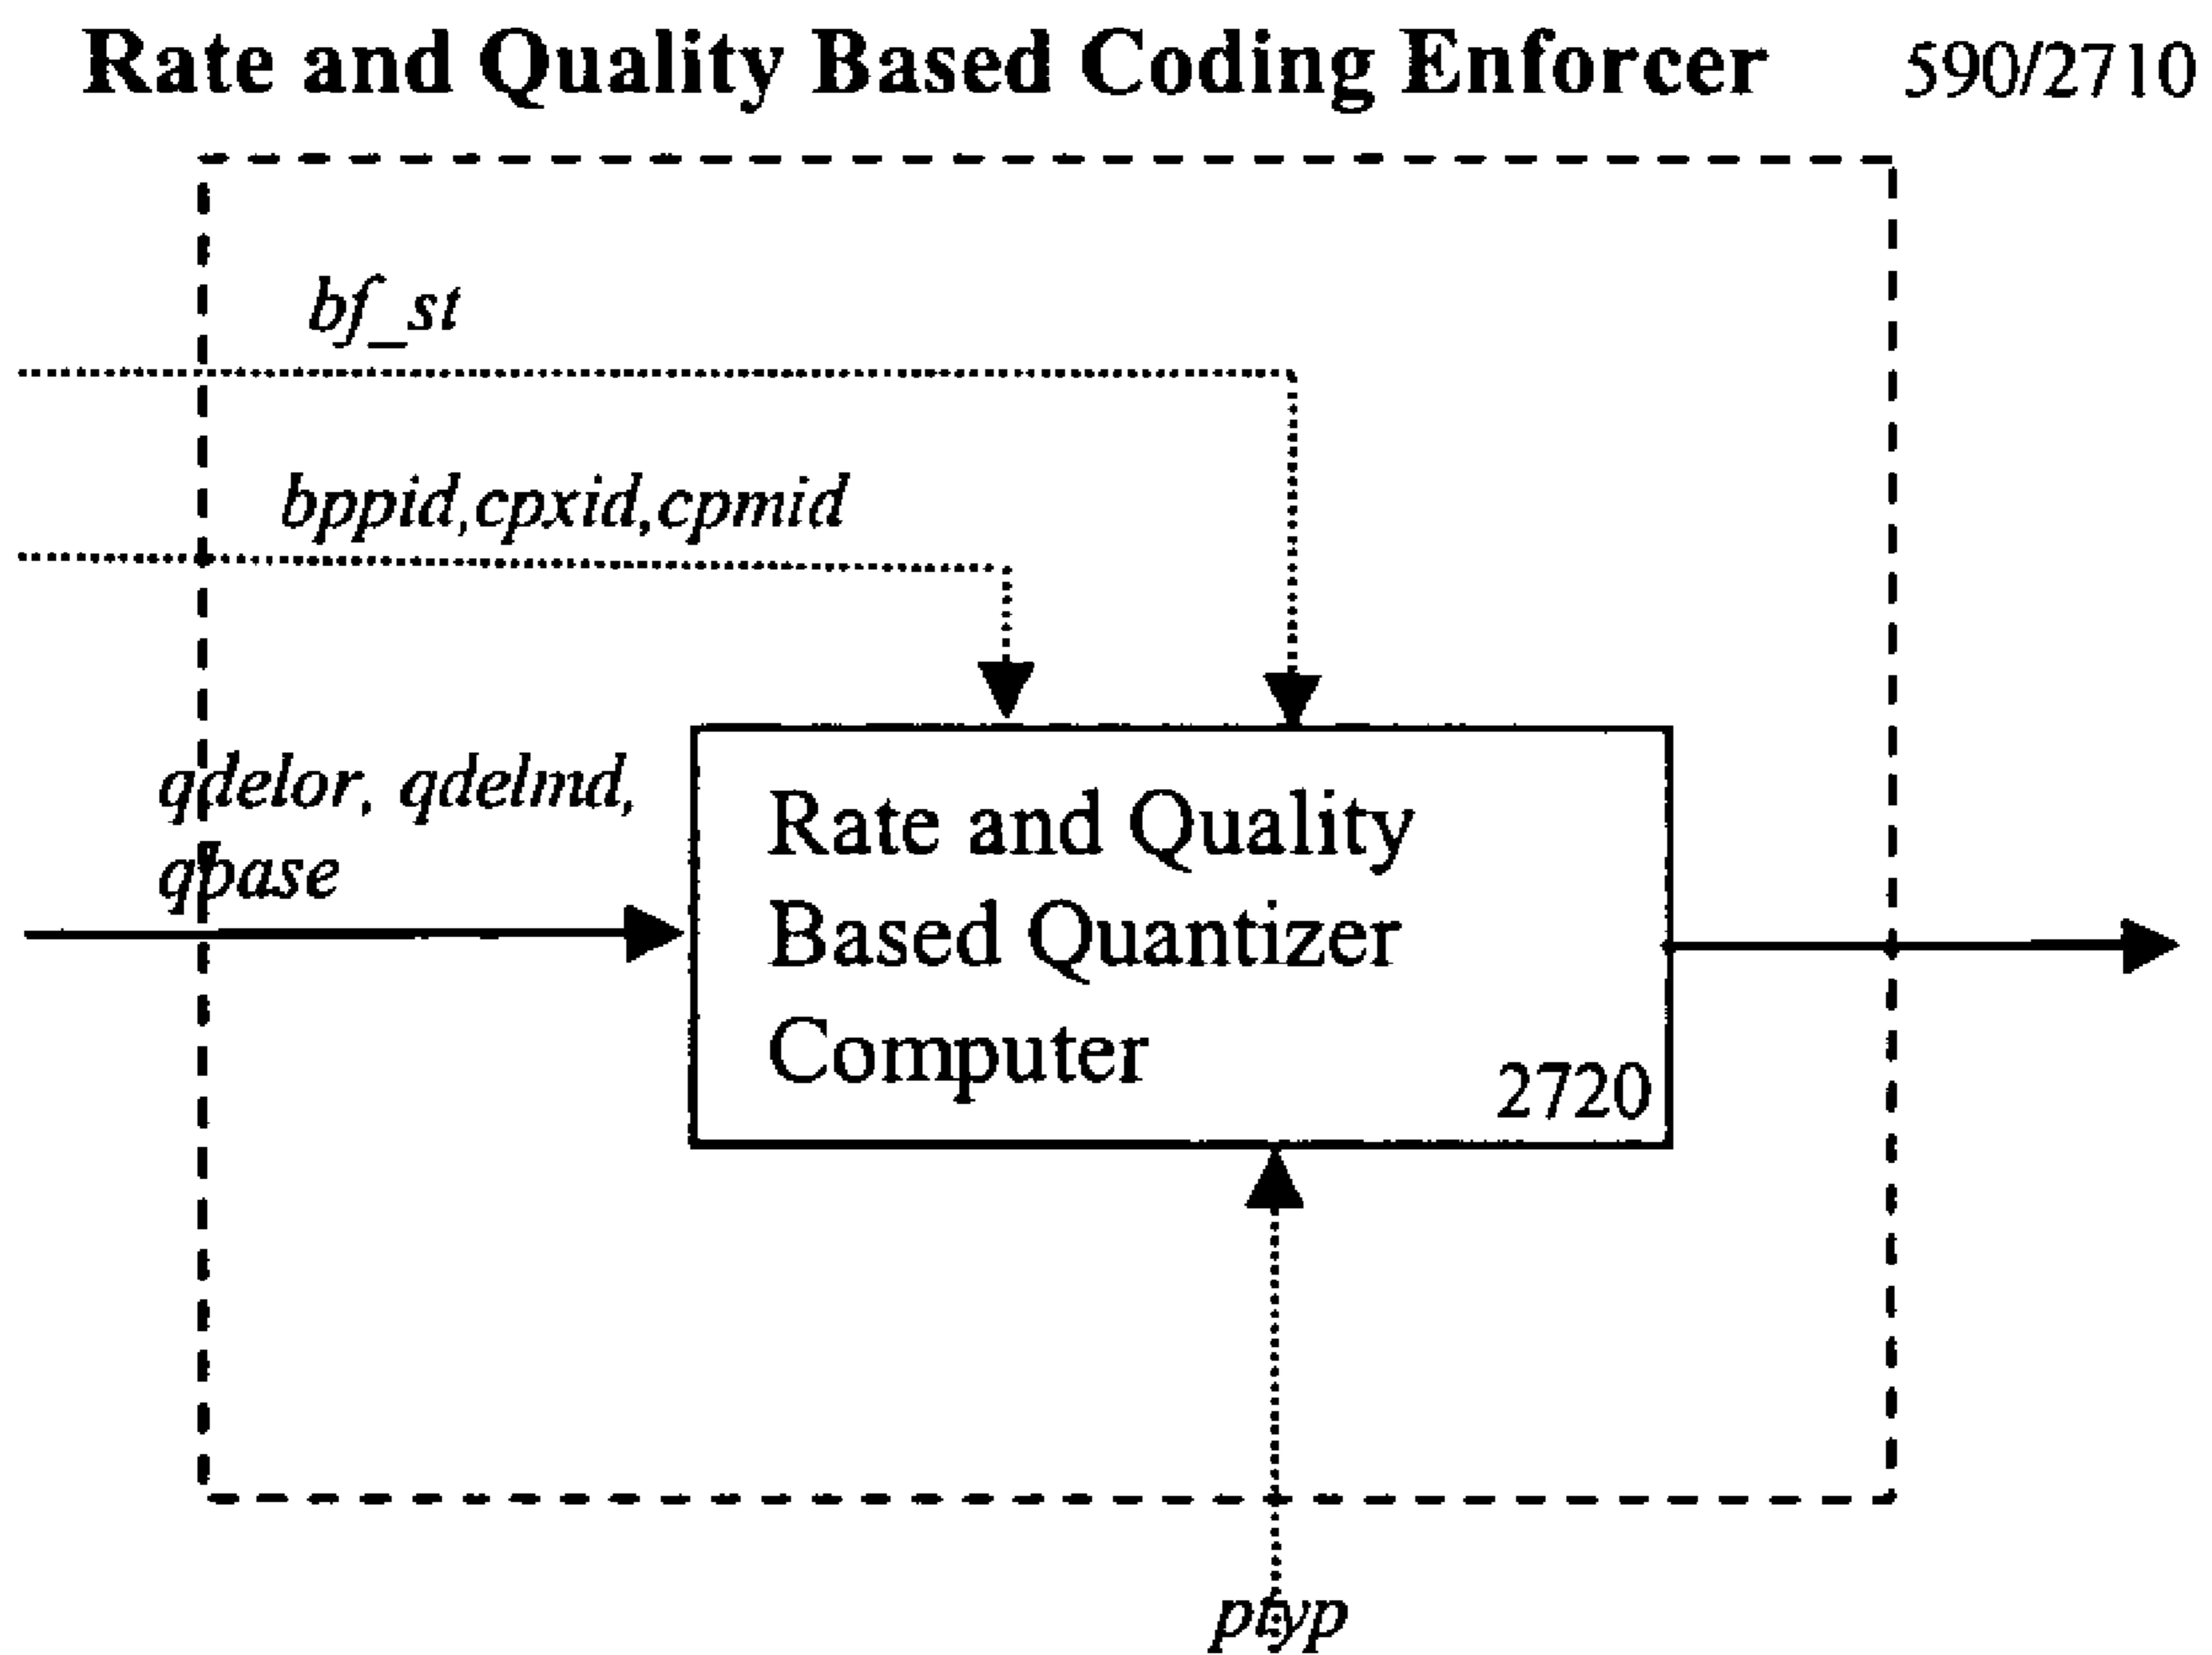 Rate and Quality Based Coding Enforcer 590/2710
bf_st
bppid,cpxid,cpmid
qdelor, qdelmd,
qbase
Rate and Quality
Based Quantizer
Computer
2720
ptyp